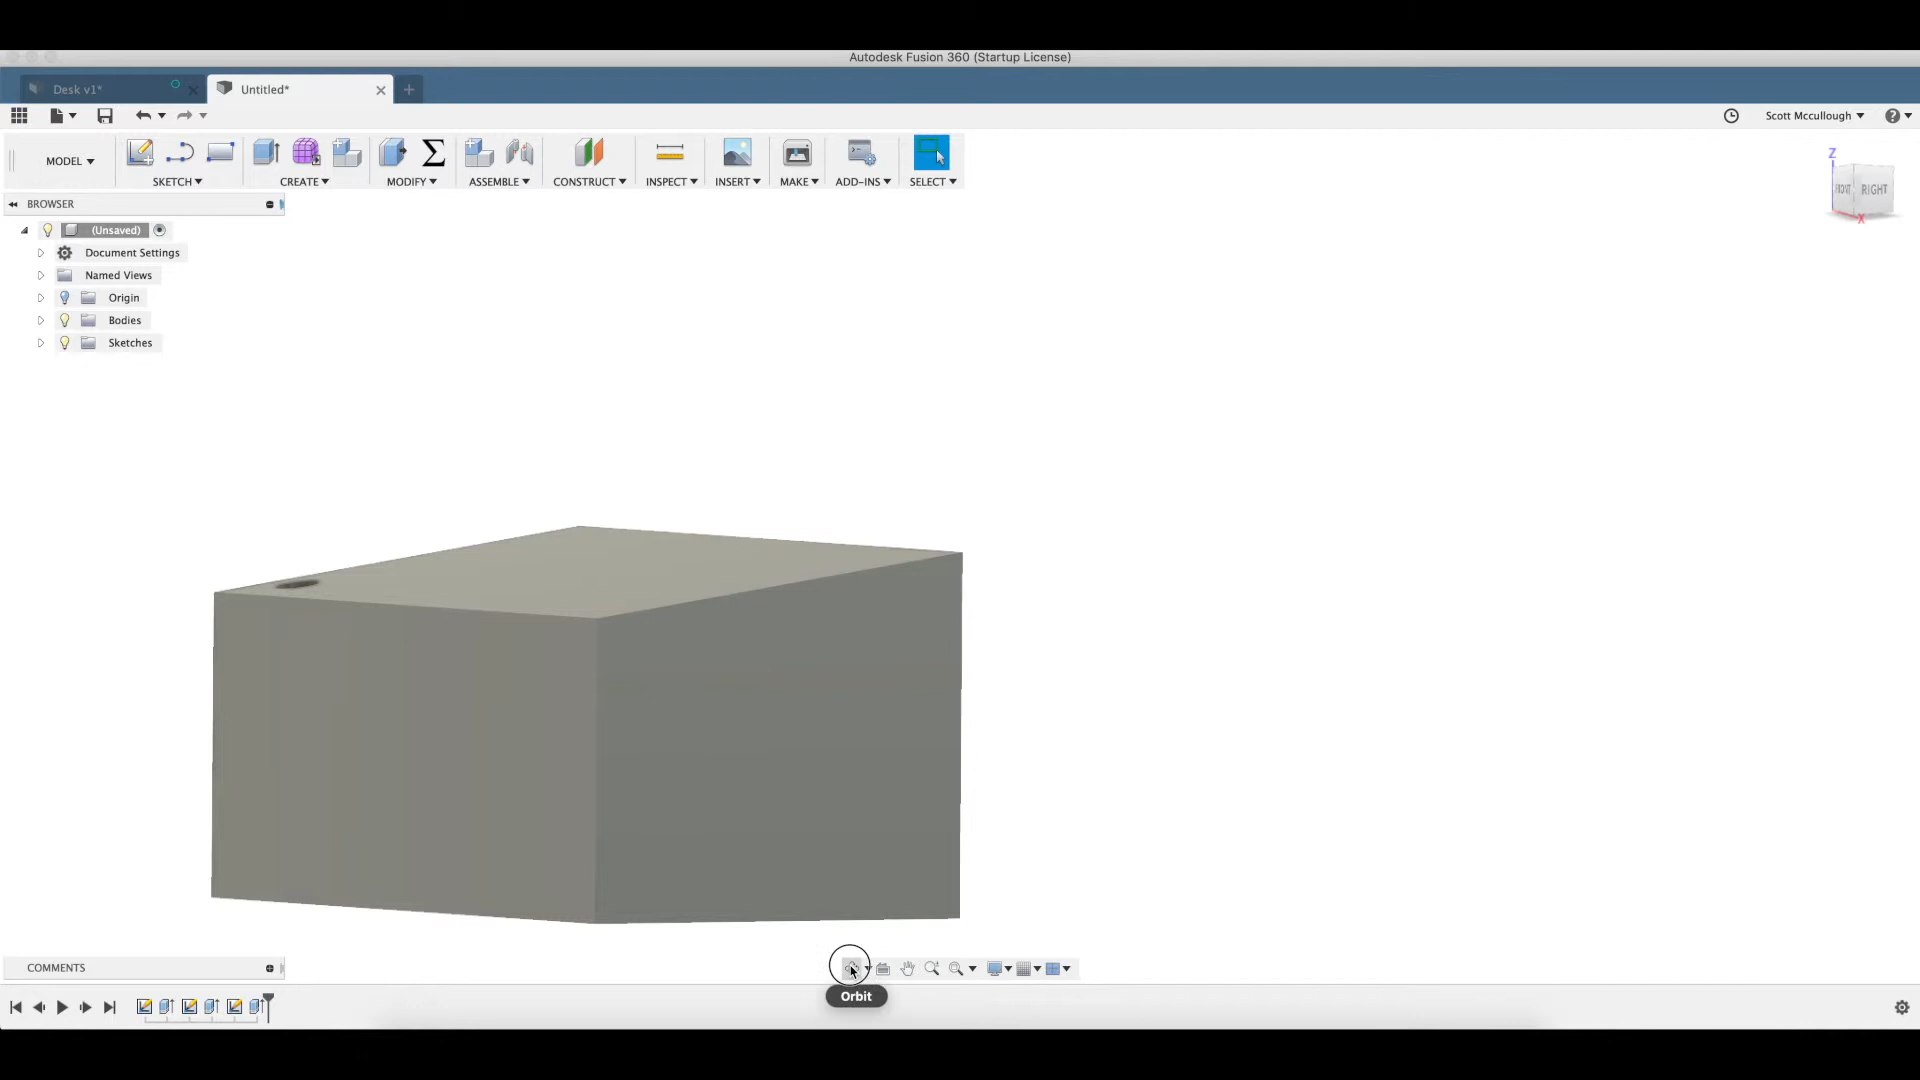 Autodesk Fusion 360 (Startup License)
Desk v1*
Untitled*
Scott Mccullough
MODEL
SKETCH
CREATE
MODIFY
ASSEMBLE
CONSTRUCT
INSPECT
INSERT
MAKE
ADD-INS
SELECT
Z
FRONT
RIGHT
X
BROWSER
(Unsaved)
Document Settings
Named Views
Origin
Bodies
Sketches
COMMENTS
Orbit